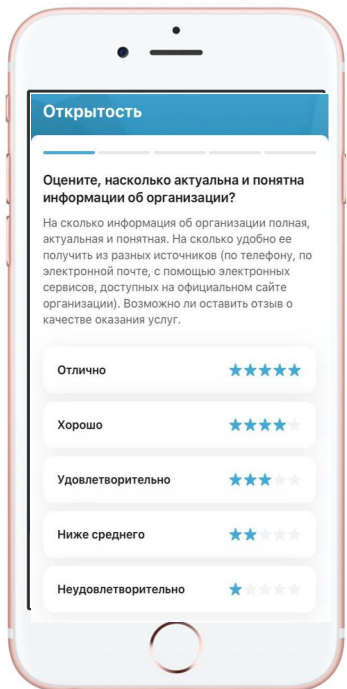 Открытость
Оцените, насколько актуальна и понятна
информации об организации?
На сколько информация об организации полная,
актуальная и понятная. На сколько удобно ее
получить из разных источников (по телефону, по
электронной почте, с помощью электронных
сервисов, доступных на официальном сайте
организации). Возможно ли оставить отзыв о
качестве оказания услуг.
Отлично
Хорошо
Удовлетворительно
Ниже среднего
Неудовлетворительно